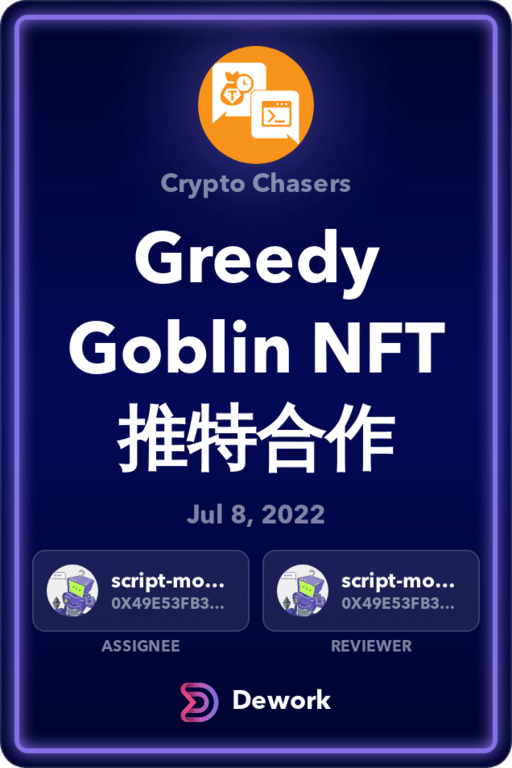 Crypto Chasers
Greedy
Goblin NFT
推特合作
Jul 8, 2022
script-mo...
0X49E53FB3...
ASSIGNEE
script-mo...
0X49E53FB3...
REVIEWER
Dework